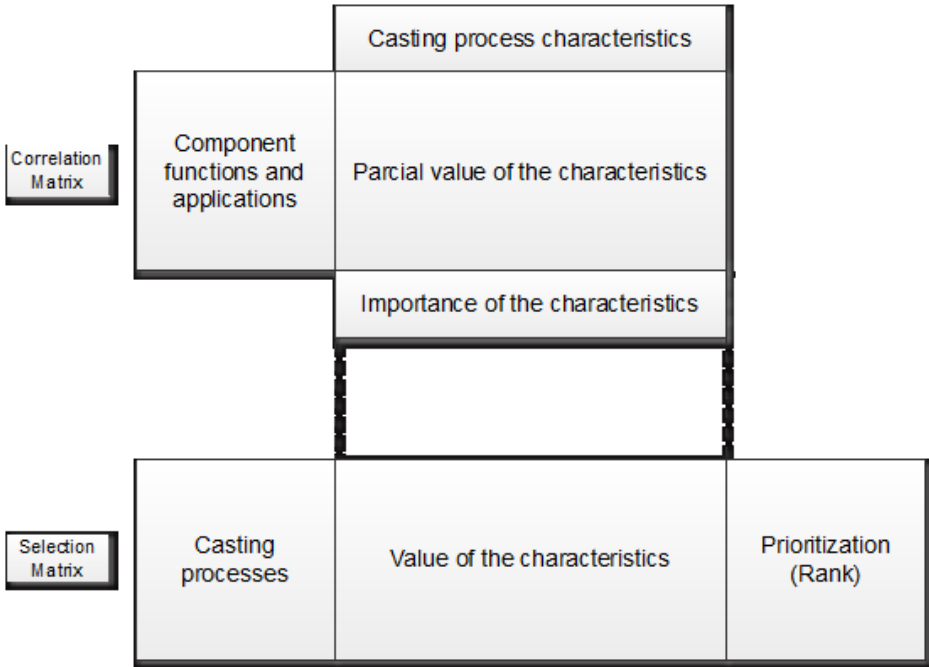 Casting process characteristics
Correlation
Matrix
Component
functions and
applications
Parcial value of the characteristics
Importance of the characteristics
Selection
Matrix
Casting
processes
Value of the characteristics
Prioritization
(Rank)